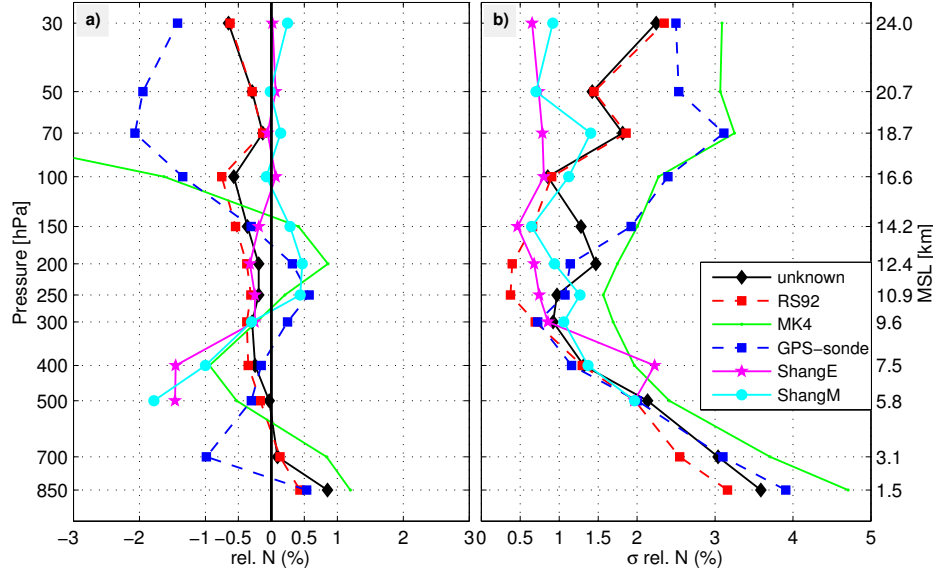 a)
b)
Pressure [hPa]
30
50
70
100
150
200
250
300
400
500
700
850
−3 −2 −1 −0.5 0 1 2 3
rel. N (%)
0 0.5 1 1.5 2 3 4 5
σ rel. N (%)
24.0
20.7
18.7
16.6
14.2
12.4
10.9
9.6
7.5
5.8
3.1
1.5
MSL [km]
unknown
RS92
MK4
GPS−sonde
ShangE
ShangM